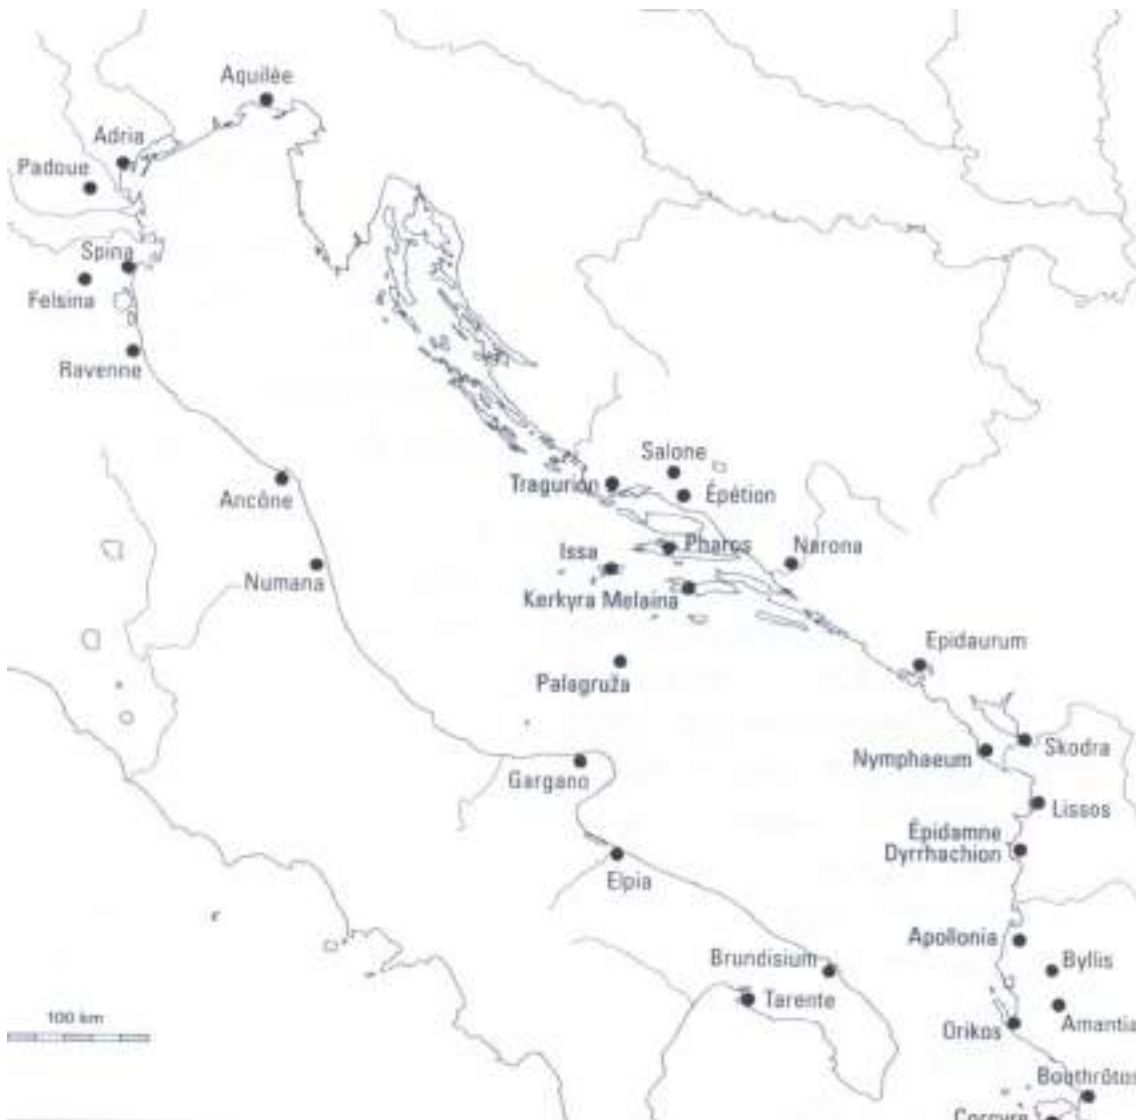 Aquilée
Adria
Padoue
Spina
Felsina
Ravenne
Salone
Tragurion
Épétion
Ancône
Pharos
Narona
Issa
Numana
Kerkyra Melaina
Epidaurum
Palagruža
Skodra
Nymphaeum
Gargano
Lissos
Épidamne
Dyrrhachion
Elpia
Apollonia
Brundisium
Byllis
Tarente
100 km
Orikos
Amantia
Bouthrôtos
Corcyre